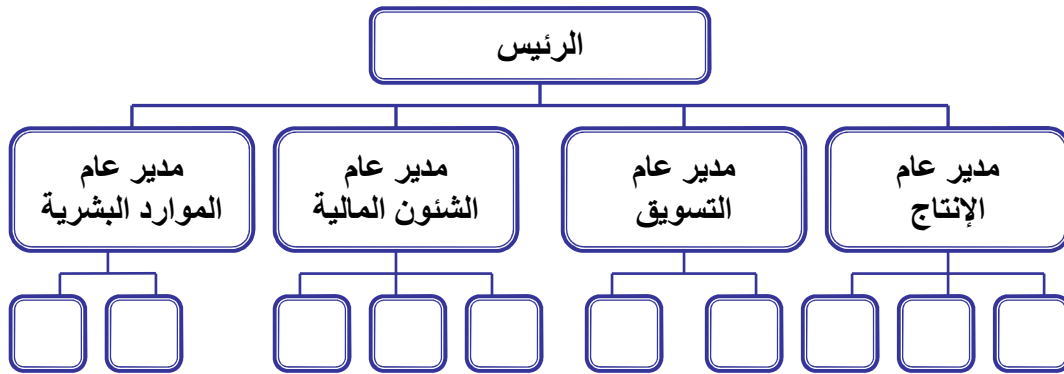 الرئيس
مدير عام
الإنتاج
مدير عام
التسويق
مدير عام
الشئون المالية
مدير عام
الموارد البشرية